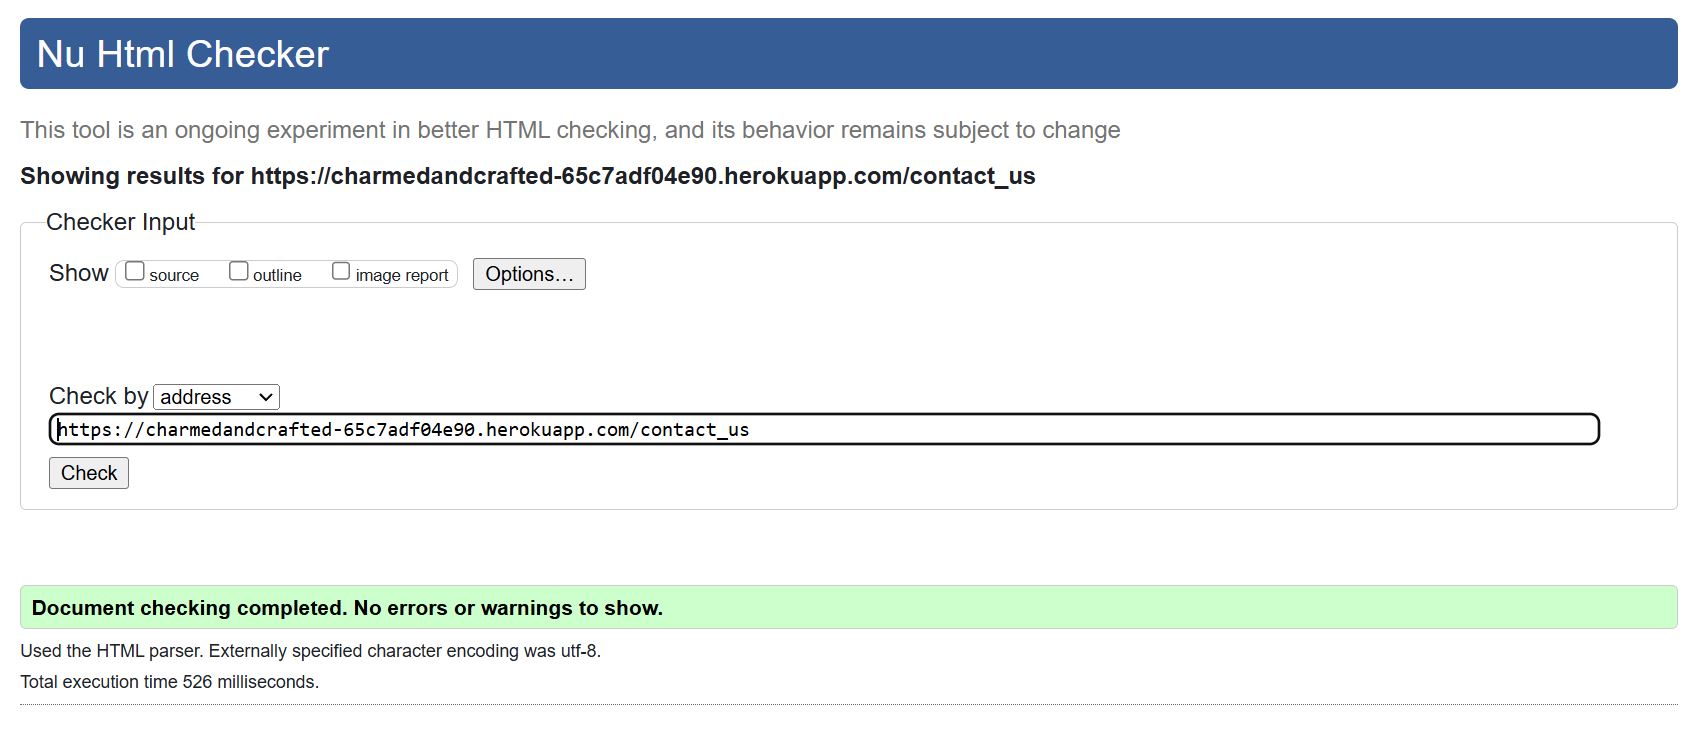 Nu Html Checker
This tool is an ongoing experiment in better HTML checking, and its behavior remains subject to change
Showing results for https://charmedandcrafted-65c7adf04e90.herokuapp.com/contact_us
Checker Input
Show source outline image report Options...
Check by address
https://charmedandcrafted-65c7adf04e90.herokuapp.com/contact_us
Check
Document checking completed. No errors or warnings to show.
Used the HTML parser. Externally specified character encoding was utf-8.
Total execution time 526 milliseconds.